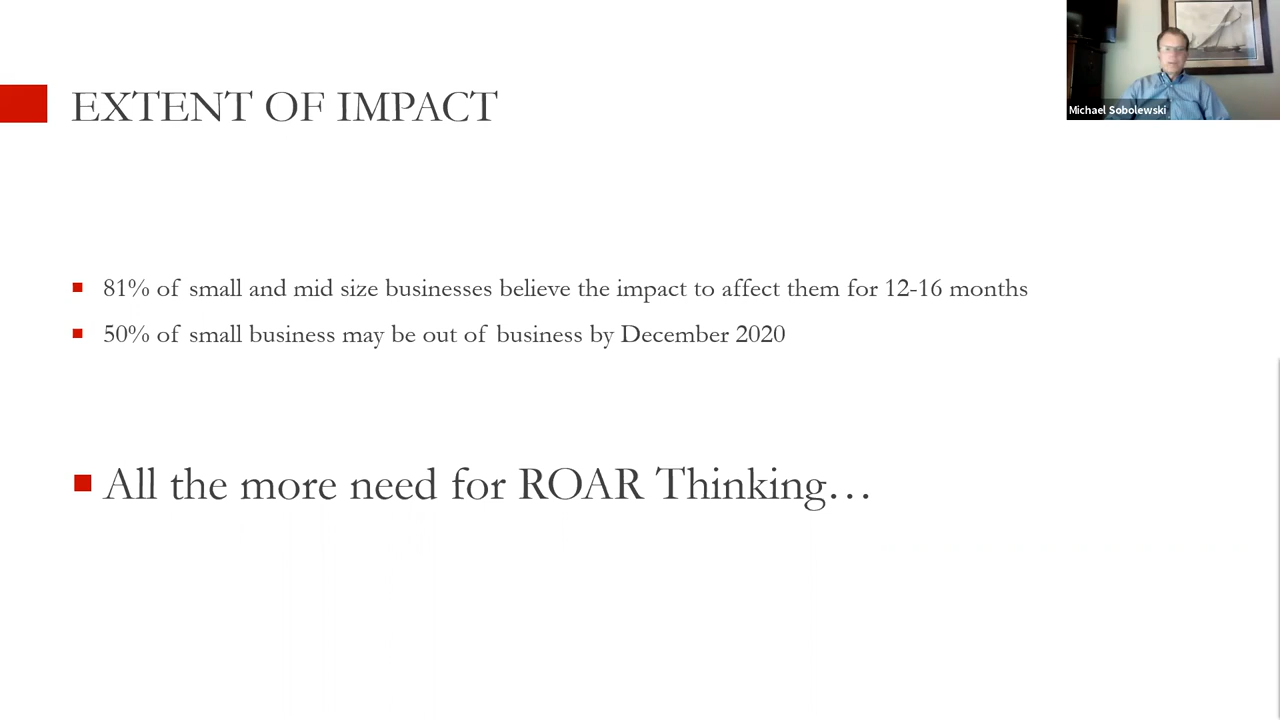 EXTENT OF IMPACT
Michael Sobolewski
81% of small and mid size businesses believe the impact to affect them for 12-16 months
50% of small business may be out of business by December 2020
All the more need for ROAR Thinking…